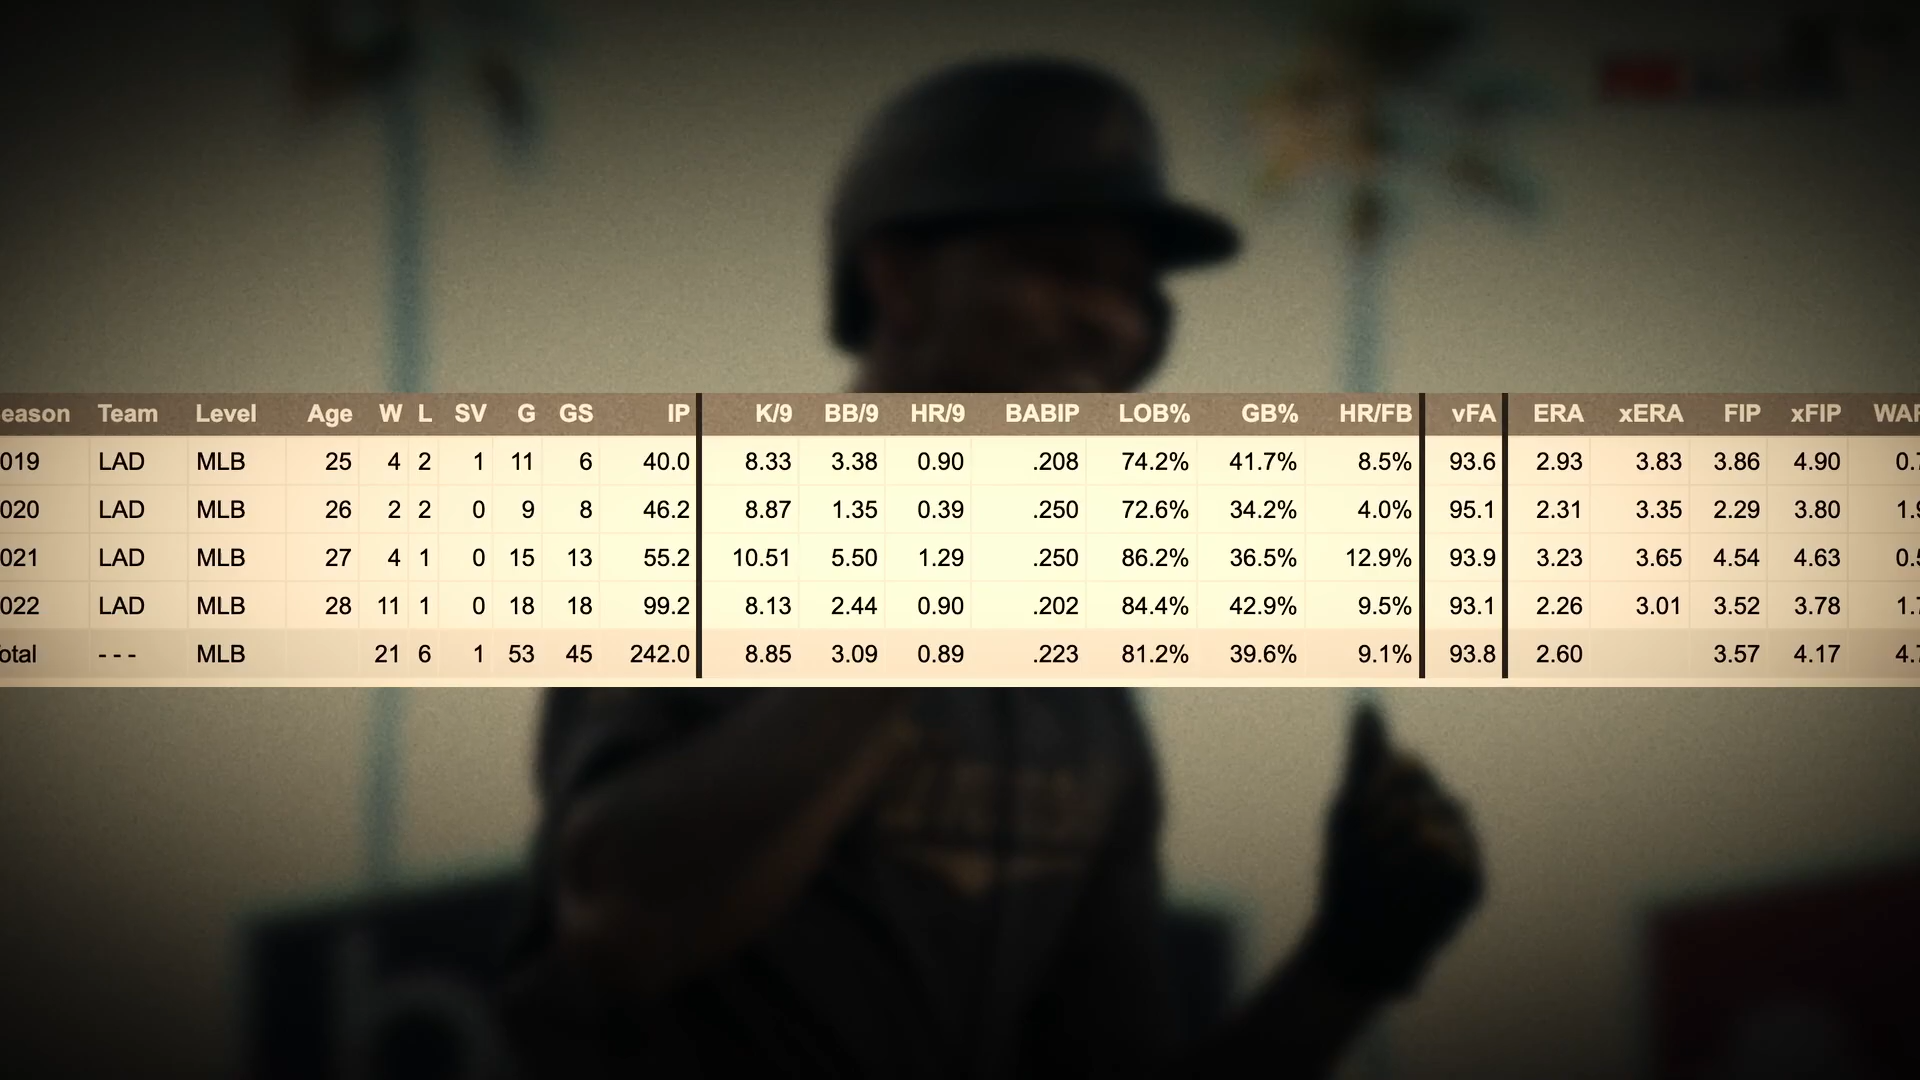 eason Team Level Age W L SV G GS IP K/9 BB/9 HR/9 BABIP LOB% GB% HR/FB vFA ERA xERA FIP xFIP WAR
019 LAD MLB 25 4 2 1 11 6 40.0 8.33 3.38 0.90 .208 74.2% 41.7% 8.5% 93.6 2.93 3.83 3.86 4.90 0.7
020 LAD MLB 26 2 2 0 9 8 46.2 8.87 1.35 0.39 .250 72.6% 34.2% 4.0% 95.1 2.31 3.35 2.29 3.80 1.9
021 LAD MLB 27 4 1 0 15 13 55.2 10.51 5.50 1.29 .250 86.2% 36.5% 12.9% 93.9 3.23 3.65 4.54 4.63 0.5
022 LAD MLB 28 11 1 0 18 18 99.2 8.13 2.44 0.90 .202 84.4% 42.9% 9.5% 93.1 2.26 3.01 3.52 3.78 1.7
otal - - - MLB 21 6 1 53 45 242.0 8.85 3.09 0.89 .223 81.2% 39.6% 9.1% 93.8 2.60 3.57 4.17 4.7